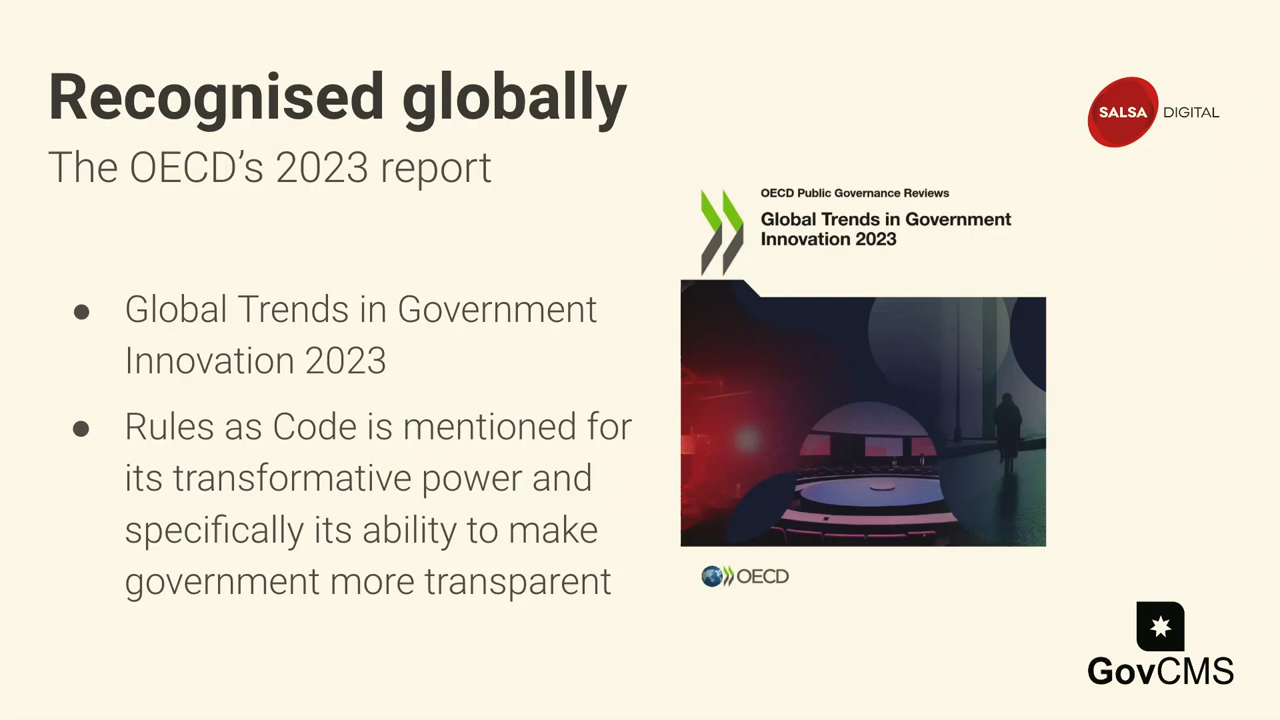 Recognised globally
The OECD’s 2023 report
SALSA DIGITAL
● Global Trends in Government
Innovation 2023
● Rules as Code is mentioned for
its transformative power and
specifically its ability to make
government more transparent
OECD Public Governance Reviews
Global Trends in Government
Innovation 2023
OECD
GovCMS